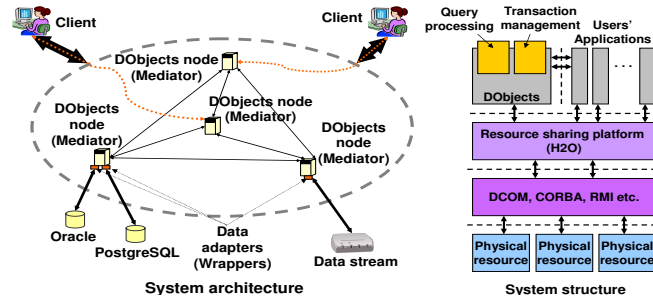 Client
Client
DObjects node
(Mediator)
DObjects node
(Mediator)
DObjects node
(Mediator)
DObjects
node
(Mediator)
Oracle
PostgreSQL
Data
adapters
(Wrappers)
Data stream
System architecture
Query
processing
Transaction
management
Users'
Applications
. . .
DObjects
Resource sharing platform
(H2O)
DCOM, CORBA, RMI etc.
Physical
resource
Physical
resource
Physical
resource
System structure